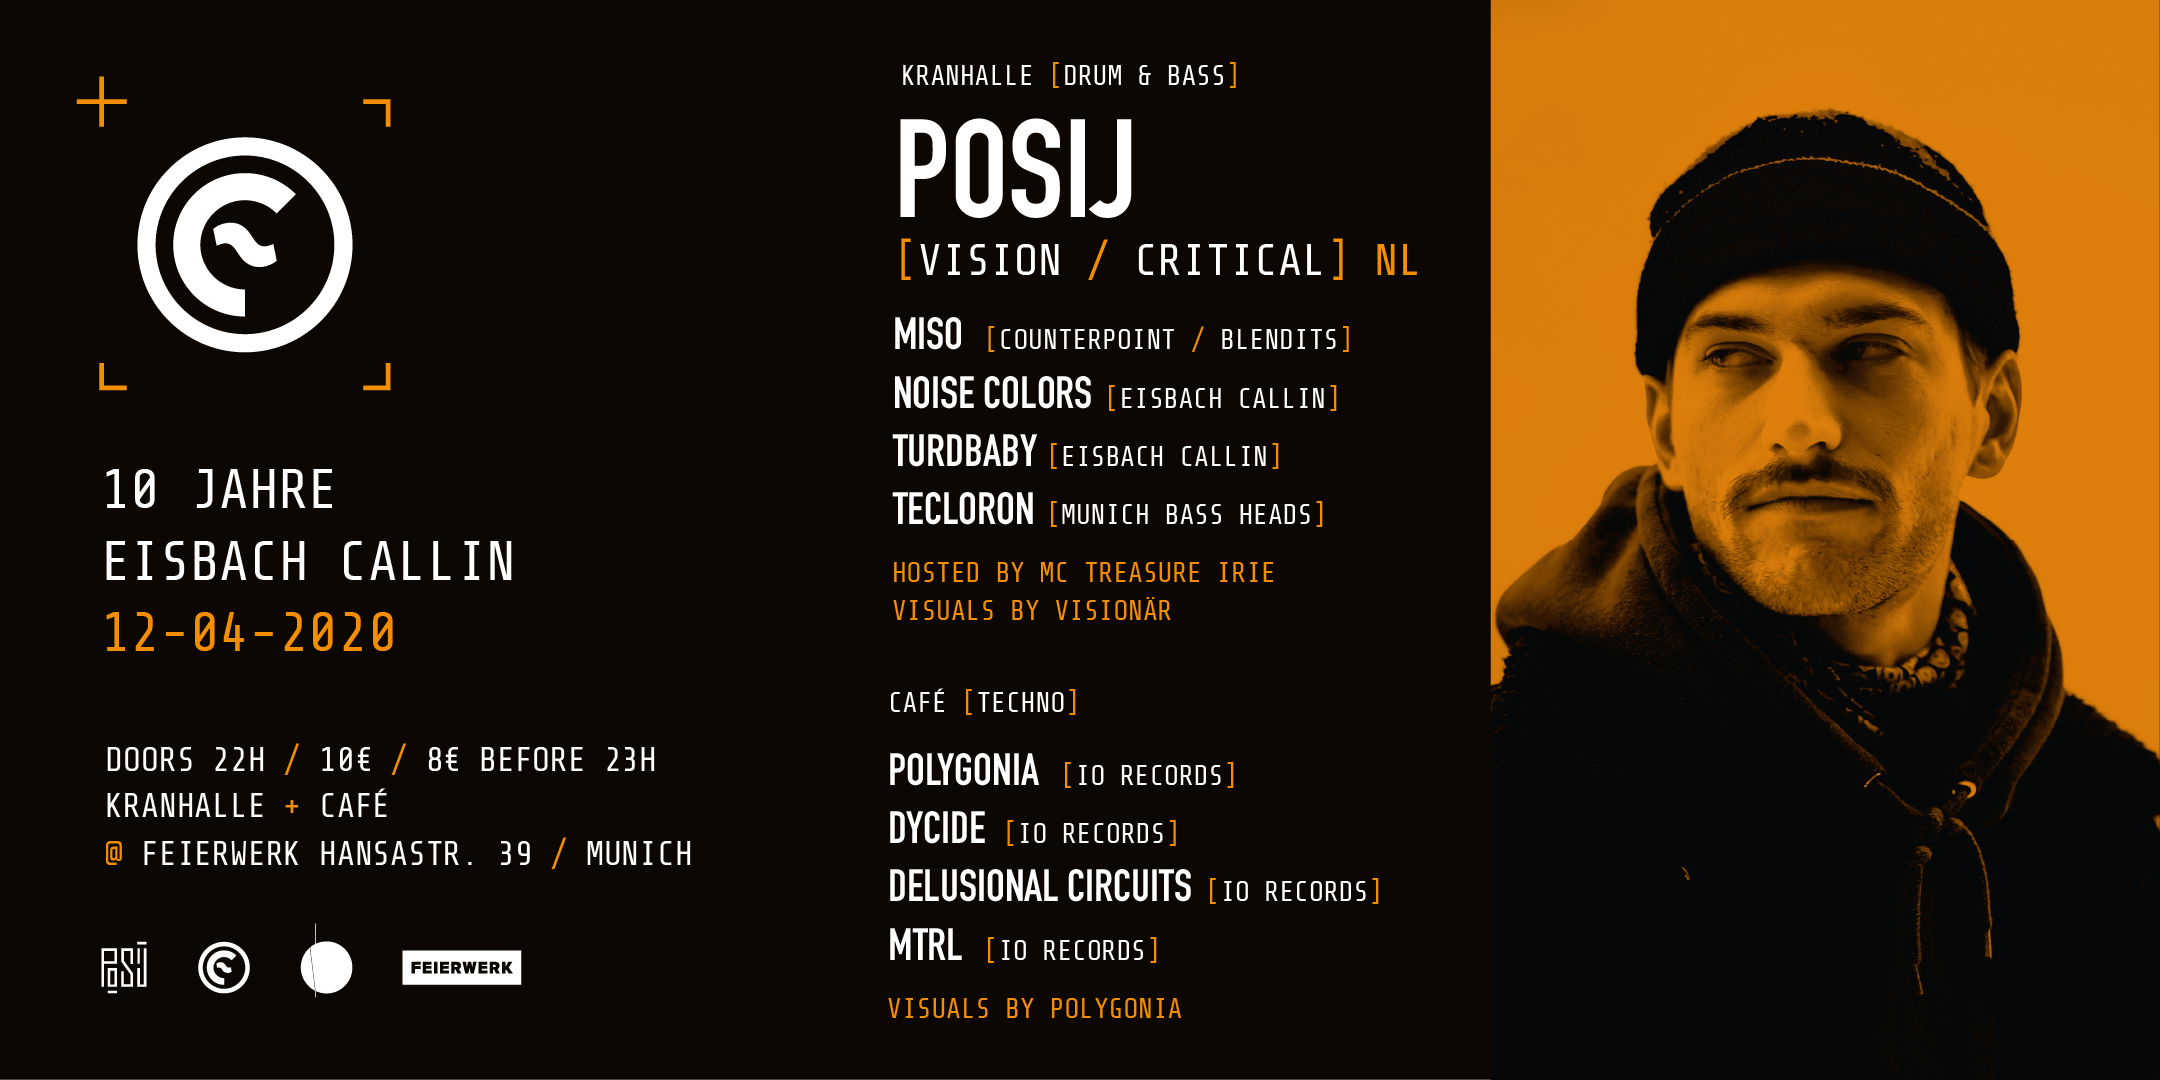 10 JAHRE
EISBACH CALLIN
12-04-2020
DOORS 22H / 10€ / 8€ BEFORE 23H
KRANHALLE + CAFÉ
@ FEIERWERK HANSASTR. 39 / MUNICH
POSIJ
FEIERWERK
KRANHALLE [DRUM & BASS]
POSIJ
[VISION / CRITICAL] NL
MISO [COUNTERPOINT / BLENDITS]
NOISE COLORS [EISBACH CALLIN]
TURDBABY [EISBACH CALLIN]
TECLORON [MUNICH BASS HEADS]
HOSTED BY MC TREASURE IRIE
VISUALS BY VISIONÄR
CAFÉ [TECHNO]
POLYGONIA [IO RECORDS]
DYCIDE [IO RECORDS]
DELUSIONAL CIRCUITS [IO RECORDS]
MTRL [IO RECORDS]
VISUALS BY POLYGONIA